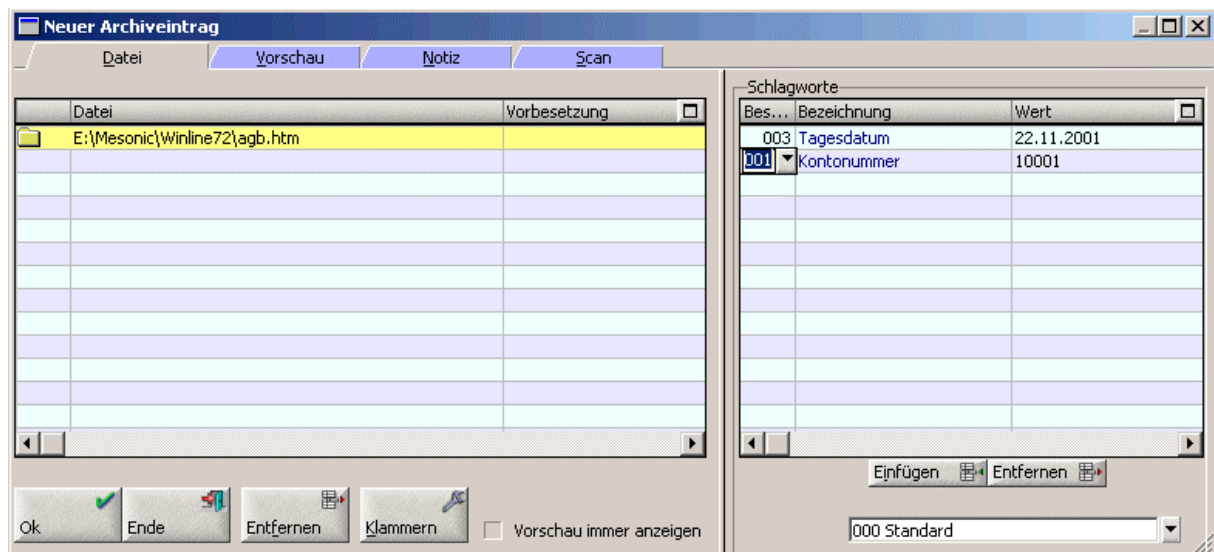 Neuer Archiveintrag
Datei Vorschau Notiz Scan
Datei Vorbesetzung
E:\Mesonic\Winline72\agb.htm
Ok Ende Entfernen Klammern Vorschau immer anzeigen
Schlagworte
Bes... Bezeichnung Wert
003 Tagesdatum 22.11.2001
001 Kontonummer 10001
Einfügen Entfernen
000 Standard